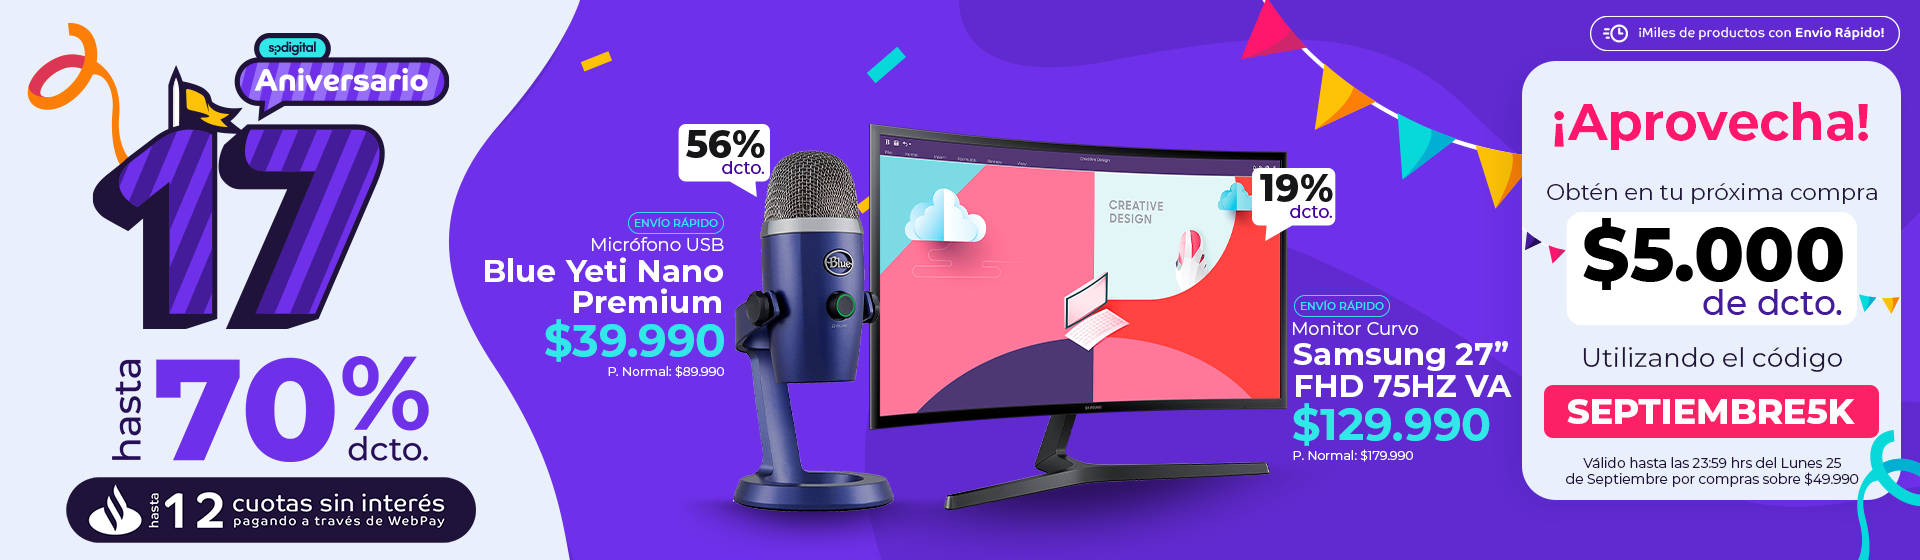 spdigital
Aniversario
17
hasta
70%
dcto.
hasta
12
cuotas sin interés
pagando a través de WebPay
56%
dcto.
ENVÍO RÁPIDO
Micrófono USB
Blue Yeti Nano
Premium
$39.990
P. Normal: $89.990
Blue
CREATIVE
DESIGN
Creative Design
SAMSUNG
19%
dcto.
ENVÍO RÁPIDO
Monitor Curvo
Samsung 27”
FHD 75HZ VA
$129.990
P. Normal: $179.990
¡Miles de productos con Envío Rápido!
¡Aprovecha!
Obtén en tu próxima compra
$5.000
de dcto.
Utilizando el código
SEPTIEMBRE5K
Válido hasta las 23:59 hrs del Lunes 25
de Septiembre por compras sobre $49.990